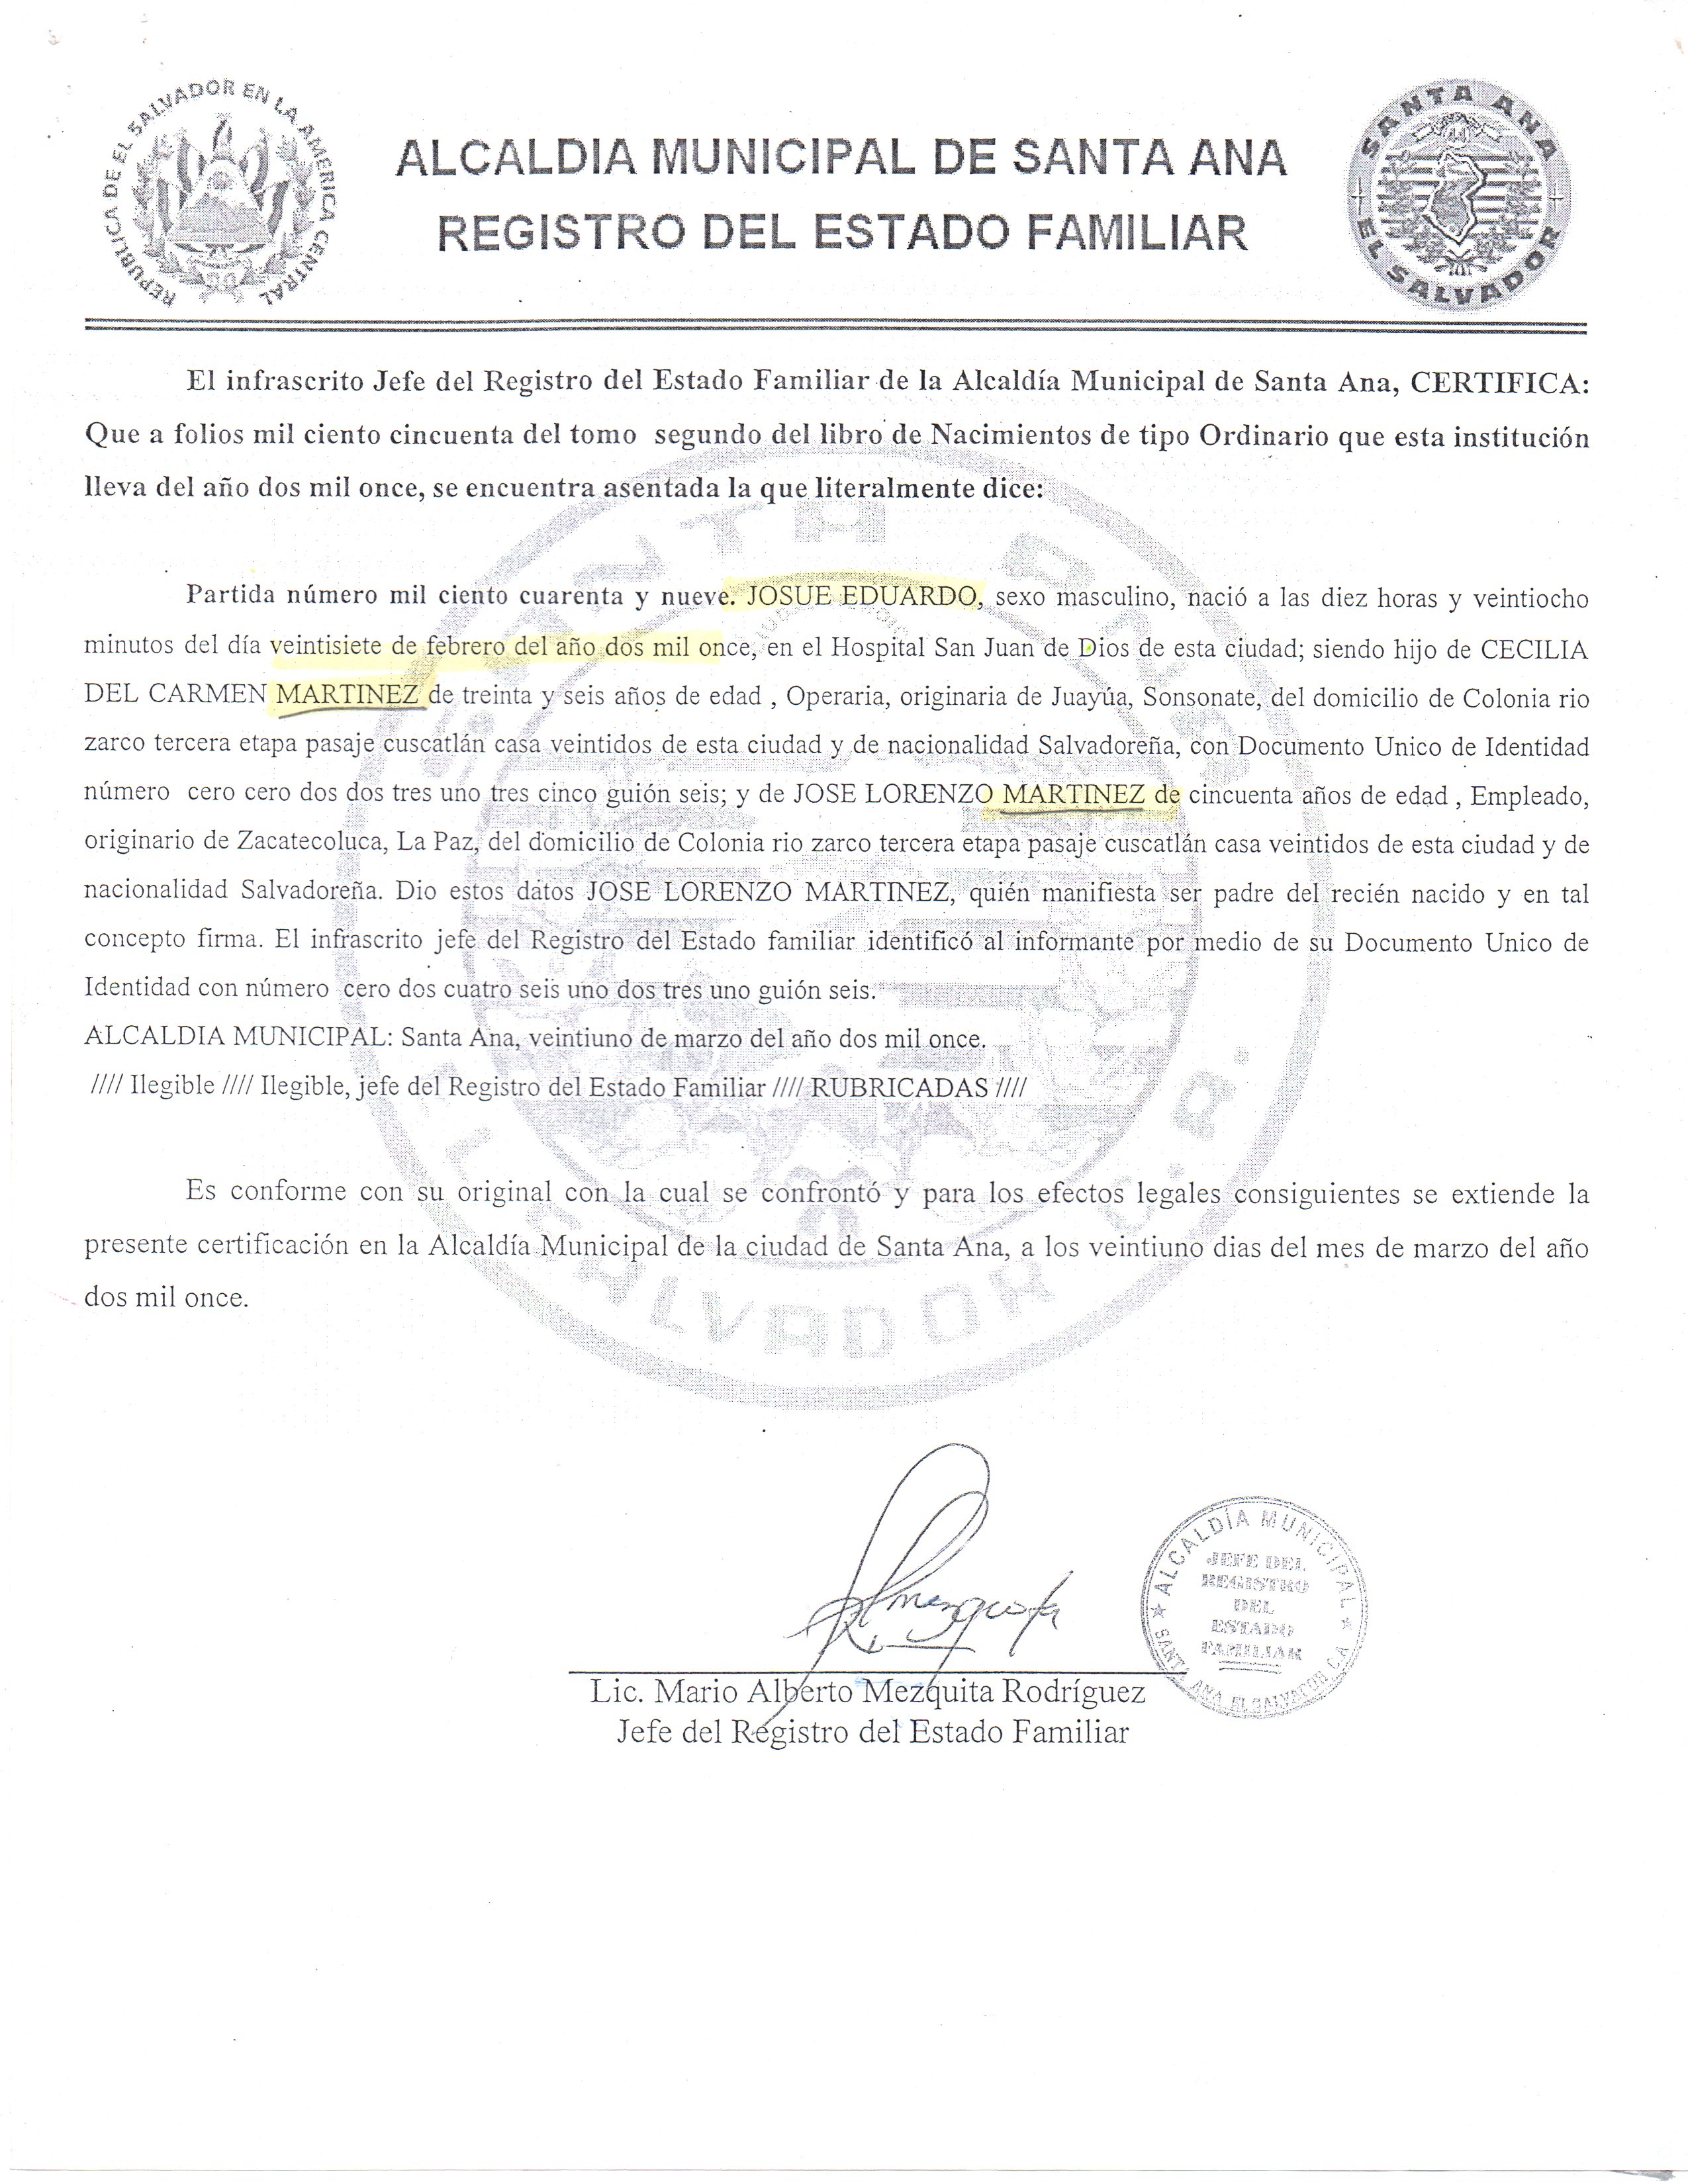 REPUBLICA DE EL SALVADOR EN LA AMERICA CENTRAL
ALCALDIA MUNICIPAL DE SANTA ANA
REGISTRO DEL ESTADO FAMILIAR
SANTA ANA
EL SALVADOR
El infrascrito Jefe del Registro del Estado Familiar de la Alcaldía Municipal de Santa Ana, CERTIFICA:
Que a folios mil ciento cincuenta del tomo segundo del libro de Nacimientos de tipo Ordinario que esta institución
lleva del año dos mil once, se encuentra asentada la que literalmente dice:
Partida número mil ciento cuarenta y nueve. JOSUE EDUARDO, sexo masculino, nació a las diez horas y veintiocho
minutos del día veintisiete de febrero del año dos mil once, en el Hospital San Juan de Dios de esta ciudad; siendo hijo de CECILIA
DEL CARMEN MARTINEZ de treinta y seis años de edad , Operaria, originaria de Juayúa, Sonsonate, del domicilio de Colonia rio
zarco tercera etapa pasaje cuscatlán casa veintidos de esta ciudad y de nacionalidad Salvadoreña, con Documento Unico de Identidad
número cero cero dos dos tres uno tres cinco guión seis; y de JOSE LORENZO MARTINEZ de cincuenta años de edad , Empleado,
originario de Zacatecoluca, La Paz, del domicilio de Colonia rio zarco tercera etapa pasaje cuscatlán casa veintidos de esta ciudad y de
nacionalidad Salvadoreña. Dio estos datos JOSE LORENZO MARTINEZ, quién manifiesta ser padre del recién nacido y en tal
concepto firma. El infrascrito jefe del Registro del Estado familiar identificó al informante por medio de su Documento Unico de
Identidad con número cero dos cuatro seis uno dos tres uno guión seis.
ALCALDIA MUNICIPAL: Santa Ana, veintiuno de marzo del año dos mil once.
//// Ilegible //// Ilegible, jefe del Registro del Estado Familiar //// RUBRICADAS ////
Es conforme con su original con la cual se confrontó y para los efectos legales consiguientes se extiende la
presente certificación en la Alcaldía Municipal de la ciudad de Santa Ana, a los veintiuno dias del mes de marzo del año
dos mil once.
ALCALDÍA MUNICIPAL
JEFE DEL
REGISTRO
DEL
ESTADO
FAMILIAR
SANTA ANA EL SALVADOR C.A.
Lic. Mario Alberto Mezquita Rodríguez
Jefe del Registro del Estado Familiar